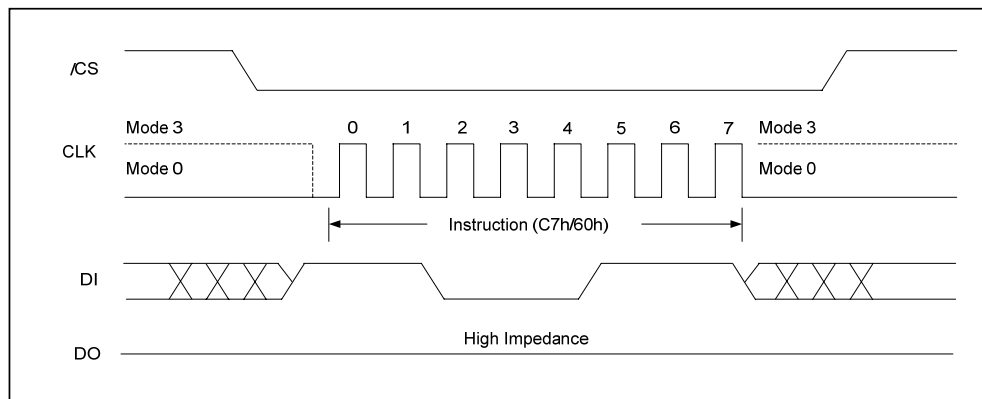 /CS
Mode 3 0 1 2 3 4 5 6 7 Mode 3
CLK
Mode 0 Mode 0
Instruction (C7h/60h)
DI
High Impedance
DO